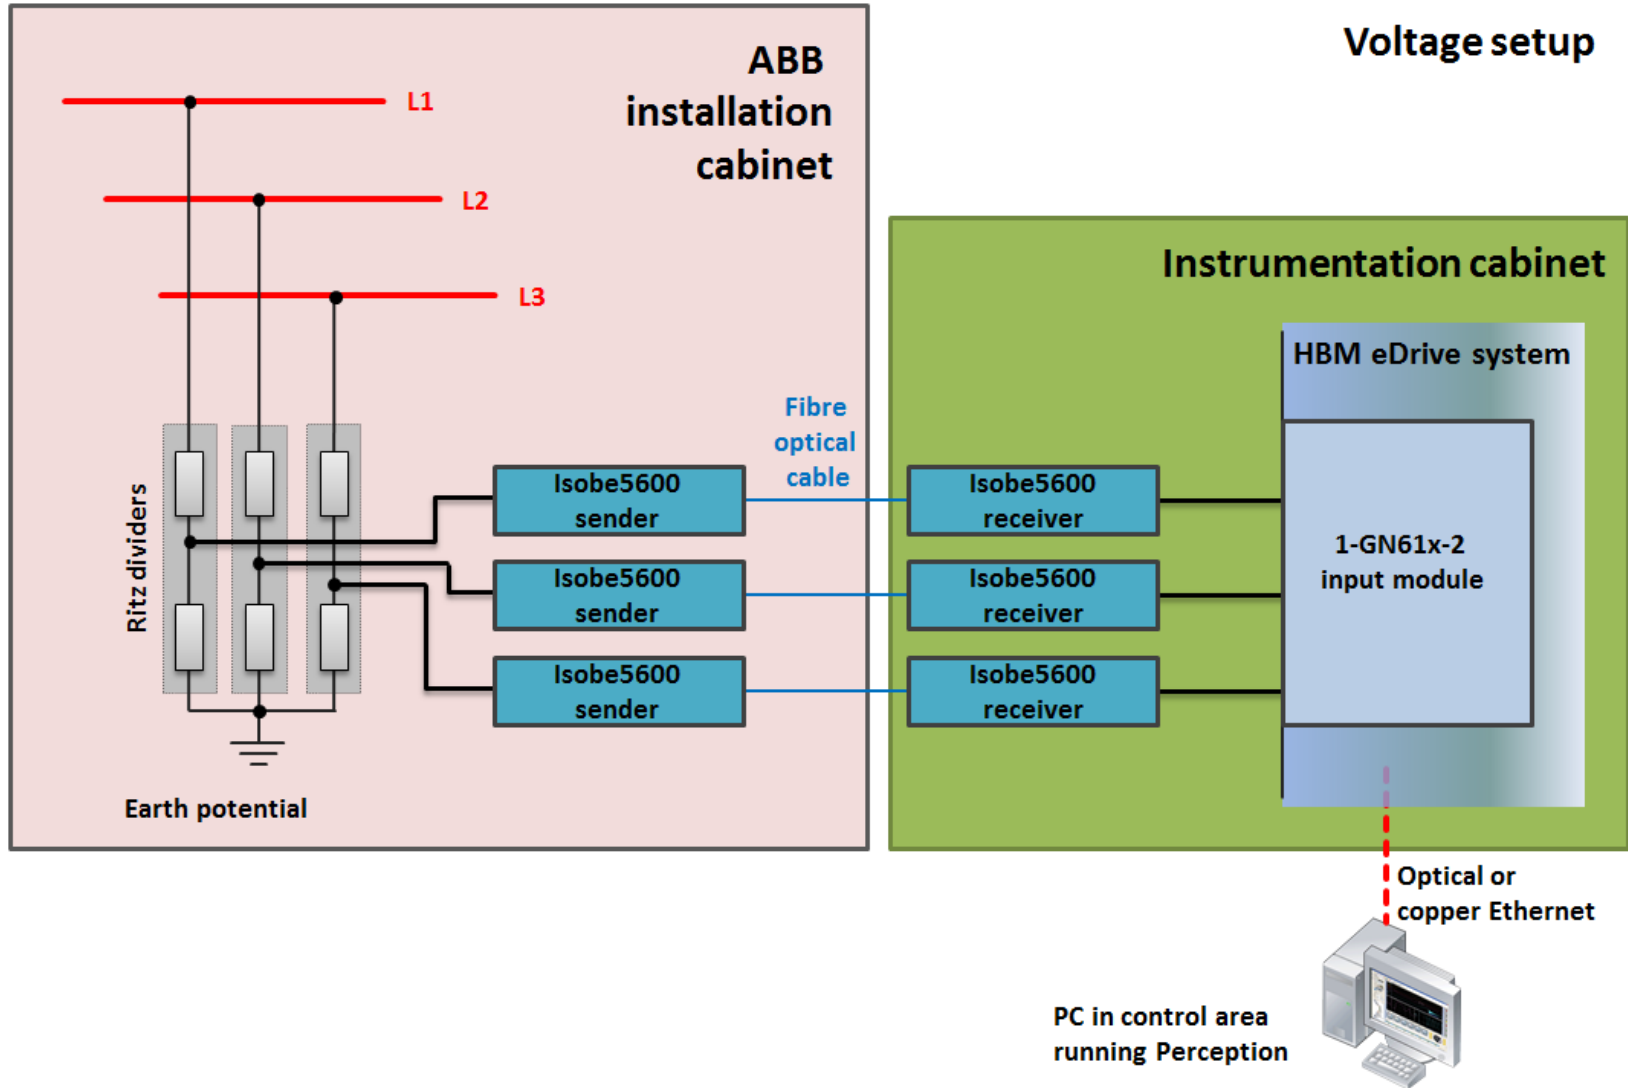 Voltage setup
ABB
installation
cabinet
L1
L2
L3
Ritz dividers
Earth potential
Isobe5600
sender
Isobe5600
sender
Isobe5600
sender
Fibre
optical
cable
Instrumentation cabinet
HBM eDrive system
Isobe5600
receiver
Isobe5600
receiver
Isobe5600
receiver
1-GN61x-2
input module
Optical or
copper Ethernet
PC in control area
running Perception